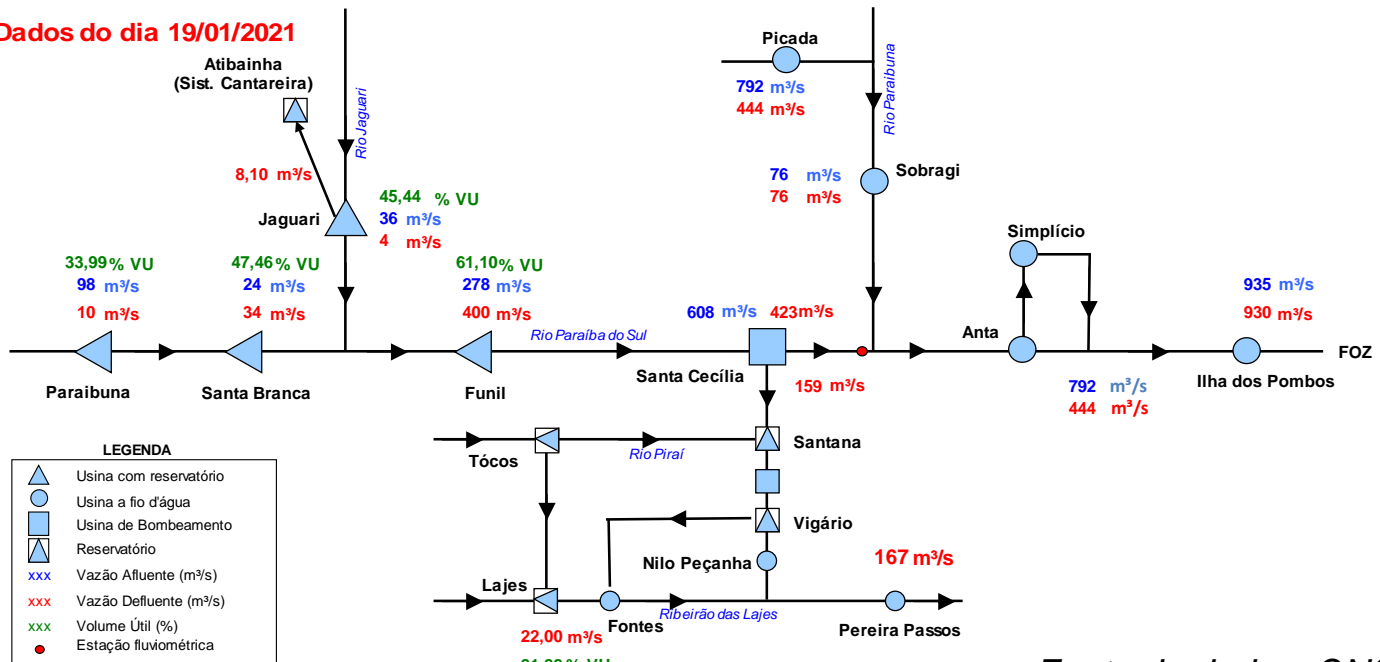 Dados do dia 19/01/2021
Atibainha
(Sist. Cantareira)
Rio Jaguari
8,10 m³/s
Jaguari
45,44 % VU
36 m³/s
4 m³/s
Picada
792 m³/s
444 m³/s
Rio Paraibuna
76 m³/s
76 m³/s
Sobragi
Simplício
33,99 % VU
98 m³/s
10 m³/s
Paraibuna
47,46 % VU
24 m³/s
34 m³/s
Santa Branca
61,10 % VU
278 m³/s
400 m³/s
Funil
Rio Paraíba do Sul
608 m³/s 423 m³/s
Santa Cecília
159 m³/s
Anta
792 m³/s
444 m³/s
935 m³/s
930 m³/s
Ilha dos Pombos
FOZ
Tócos
Rio Piraí
Santana
Vigário
Nilo Peçanha
167 m³/s
Lajes
Fontes
Ribeirão das Lajes
Pereira Passos
22,00 m³/s
LEGENDA
Usina com reservatório
Usina a fio d'água
Usina de Bombeamento
Reservatório
xxx Vazão Afluente (m³/s)
xxx Vazão Defluente (m³/s)
xxx Volume Útil (%)
Estação fluviométrica